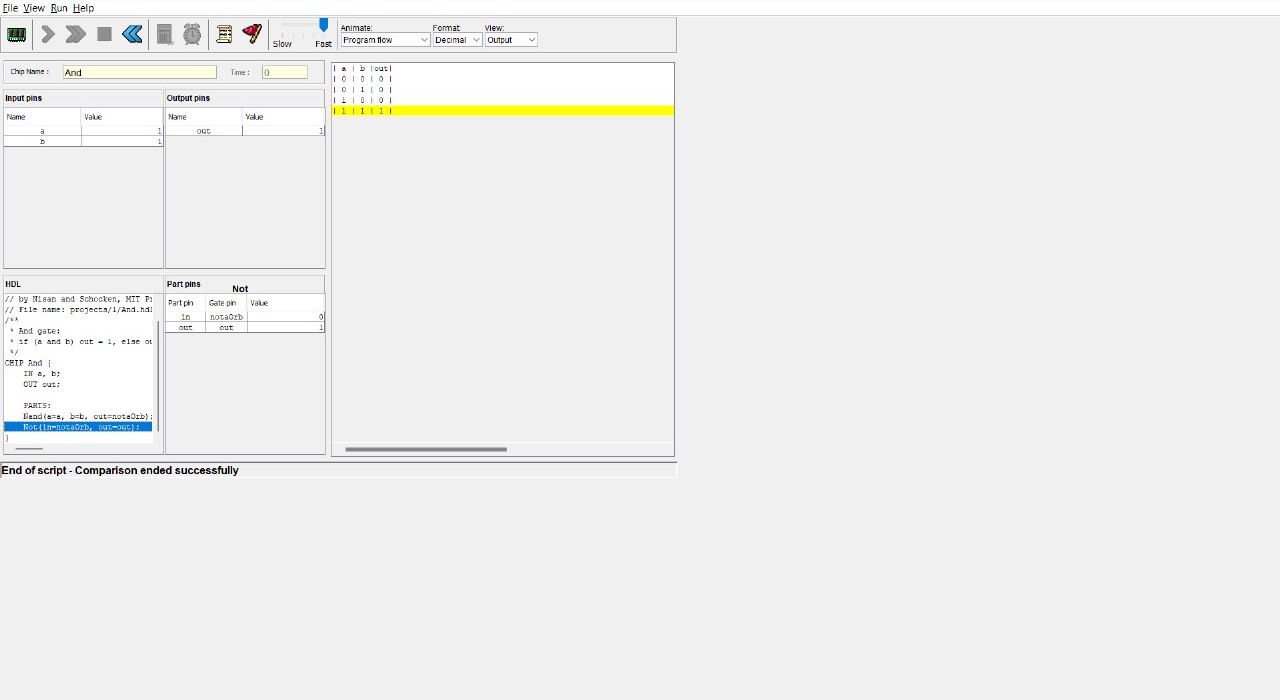 File View Run Help
Slow Fast
Animate: Format: View:
Program flow Decimal Output
Chip Name : And Time : 0
Input pins Output pins
Name Value Name Value
a 1 out 1
b 1
| a | b |out|
| 0 | 0 | 0 |
| 0 | 1 | 0 |
| 1 | 0 | 0 |
| 1 | 1 | 1 |
HDL
// by Nisan and Schocken, MIT Pr
// File name: projects/1/And.hdl
/**
* And gate:
* if (a and b) out = 1, else ou
*/
CHIP And {
IN a, b;
OUT out;
PARTS:
Nand(a=a, b=b, out=notaOrb);
Not(in=notaOrb, out=out);
}
Part pins Not
Part pin Gate pin Value
in notaOrb 0
out out 1
End of script - Comparison ended successfully